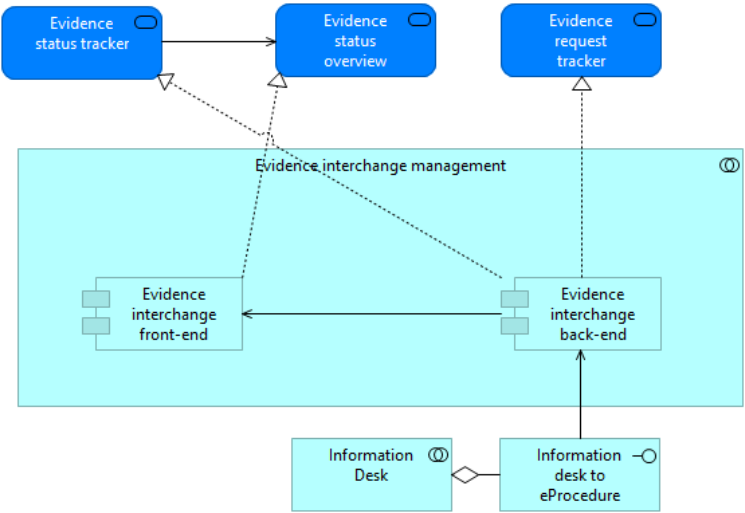 Evidence
status tracker
Evidence
status
overview
Evidence
request
tracker
Evidence interchange management
Evidence
interchange
front-end
Evidence
interchange
back-end
Information
Desk
Information
desk to
eProcedure